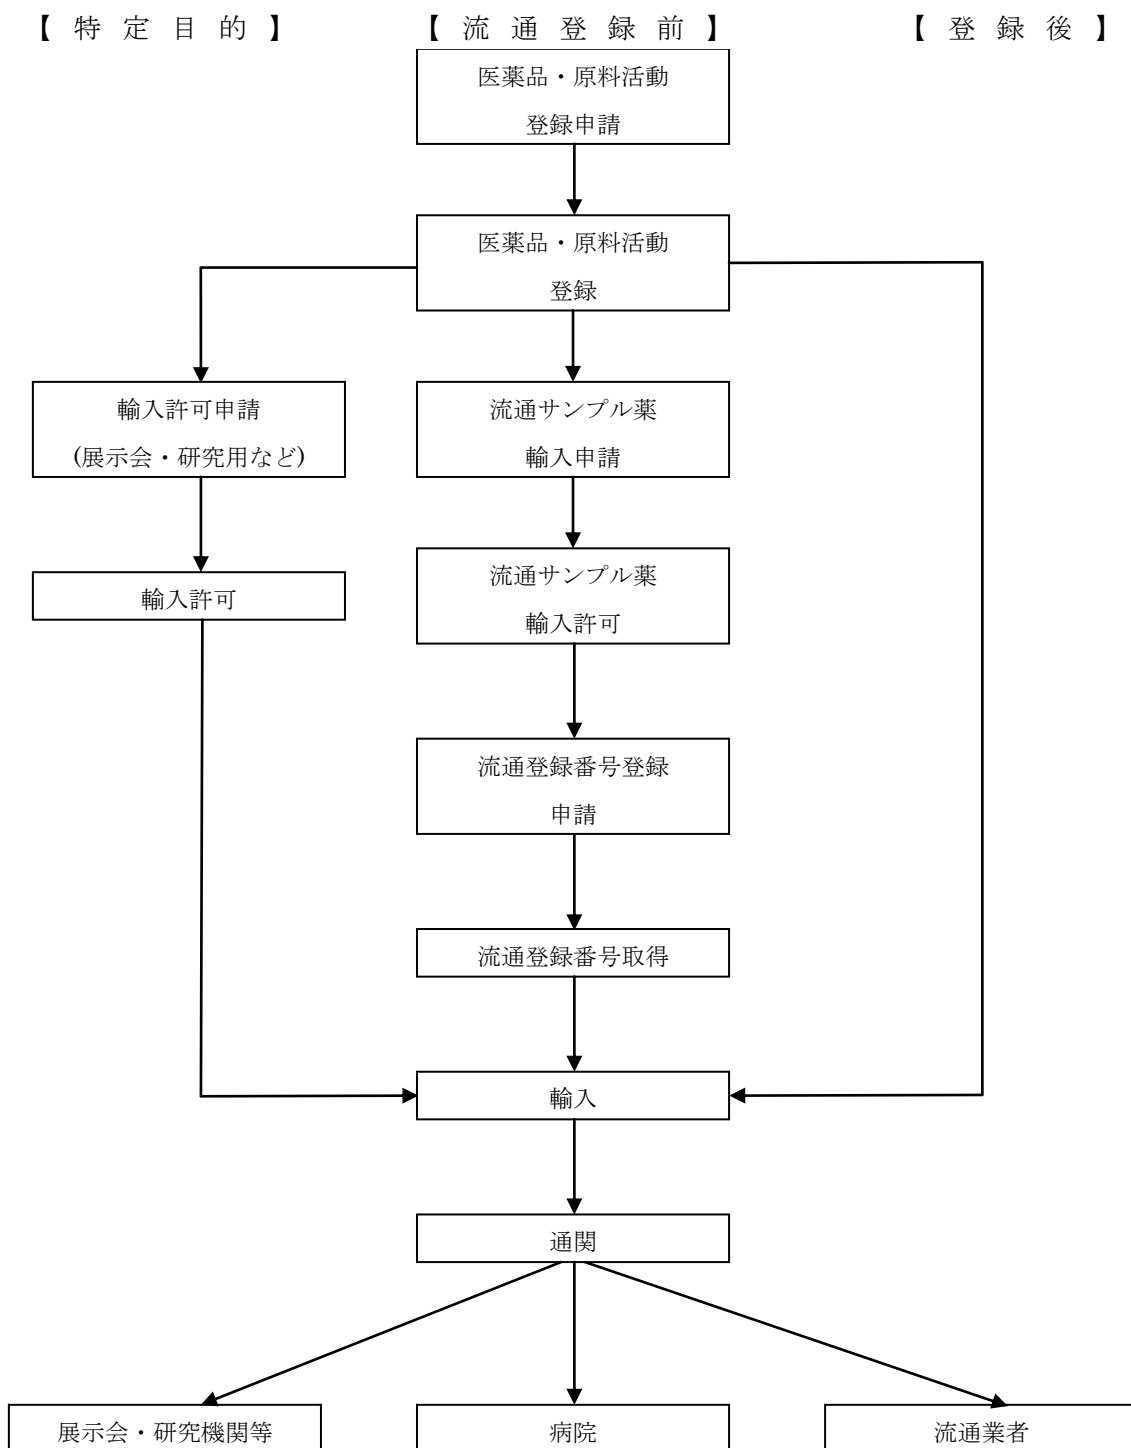 【特定目的】
【流通登録前】
【登録後】
医薬品・原料活動
登録申請
医薬品・原料活動
登録
輸入許可申請
(展示会・研究用など)
流通サンプル薬
輸入申請
輸入許可
流通サンプル薬
輸入許可
流通登録番号登録
申請
流通登録番号取得
輸入
通関
展示会・研究機関等
病院
流通業者